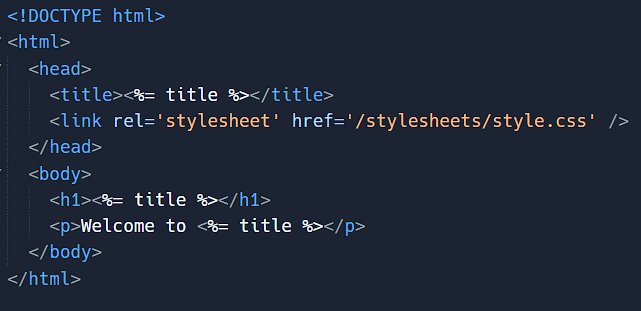 <!DOCTYPE html>
<html>
  <head>
    <title><%= title %></title>
    <link rel='stylesheet' href='/stylesheets/style.css' />
  </head>
  <body>
    <h1><%= title %></h1>
    <p>Welcome to <%= title %></p>
  </body>
</html>